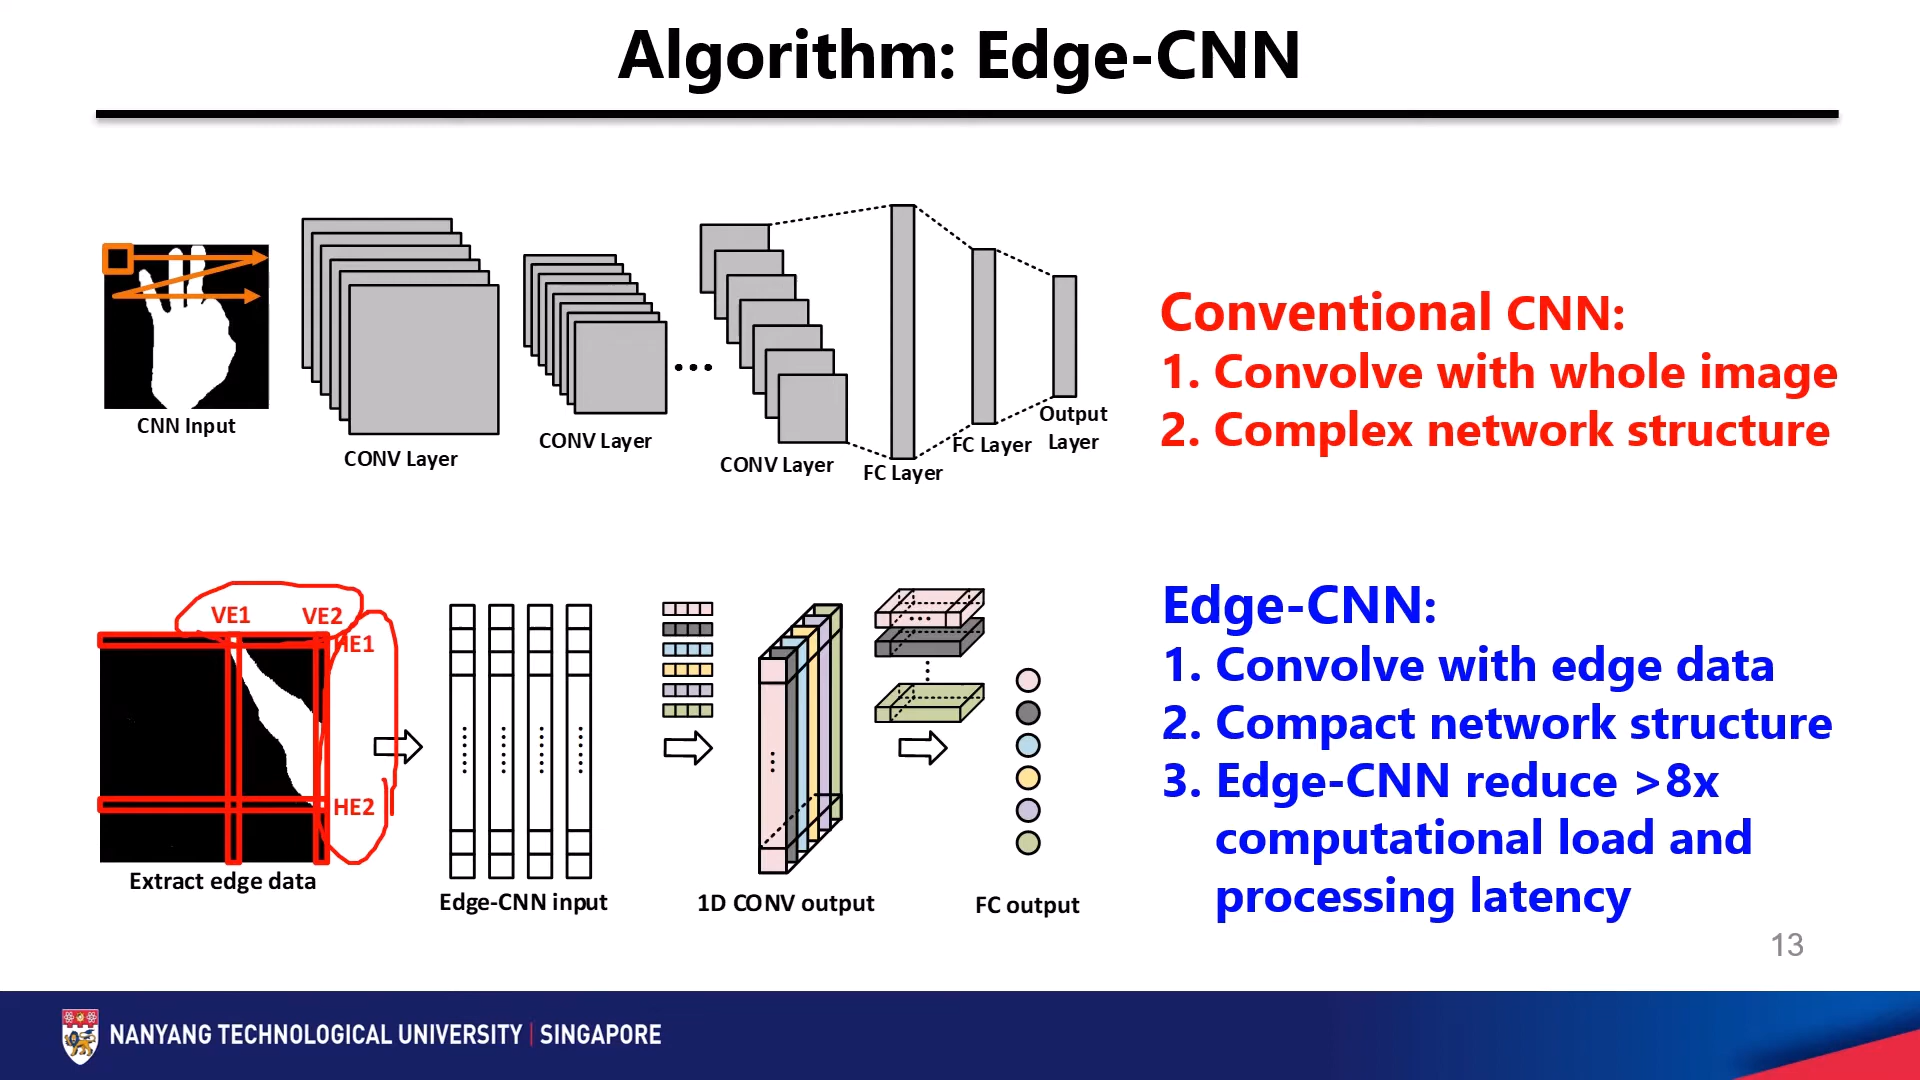 Algorithm: Edge-CNN
CNN Input
CONV Layer
CONV Layer
CONV Layer
FC Layer
FC Layer
Output
Layer
Conventional CNN:
1. Convolve with whole image
2. Complex network structure
VE1
VE2
HE1
HE2
Extract edge data
Edge-CNN input
1D CONV output
FC output
Edge-CNN:
1. Convolve with edge data
2. Compact network structure
3. Edge-CNN reduce >8x
computational load and
processing latency
13
NANYANG TECHNOLOGICAL UNIVERSITY | SINGAPORE